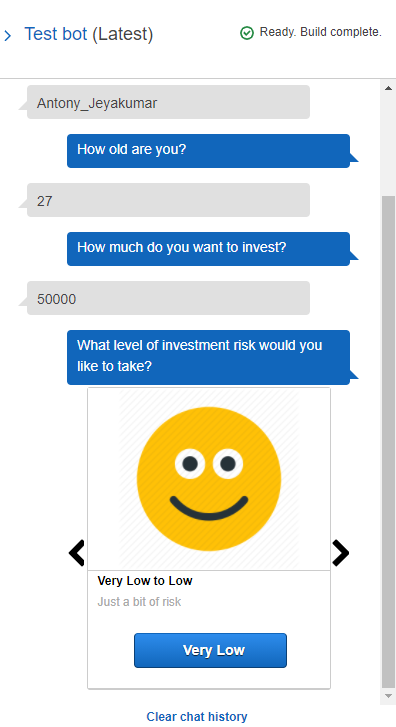 Test bot (Latest)
Ready. Build complete.
Antony_Jeyakumar
How old are you?
27
How much do you want to invest?
50000
What level of investment risk would you
like to take?
Very Low to Low
Just a bit of risk
Very Low
Clear chat history